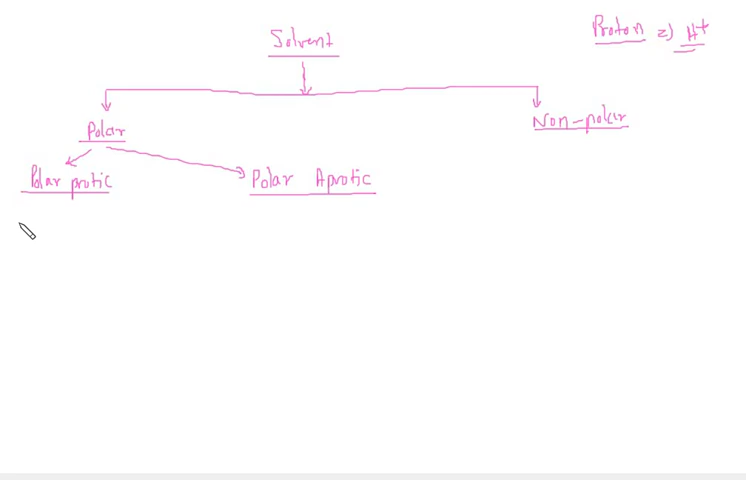 Solvent
Proton => H+
Polar
Non-polar
Polar protic
Polar Aprotic